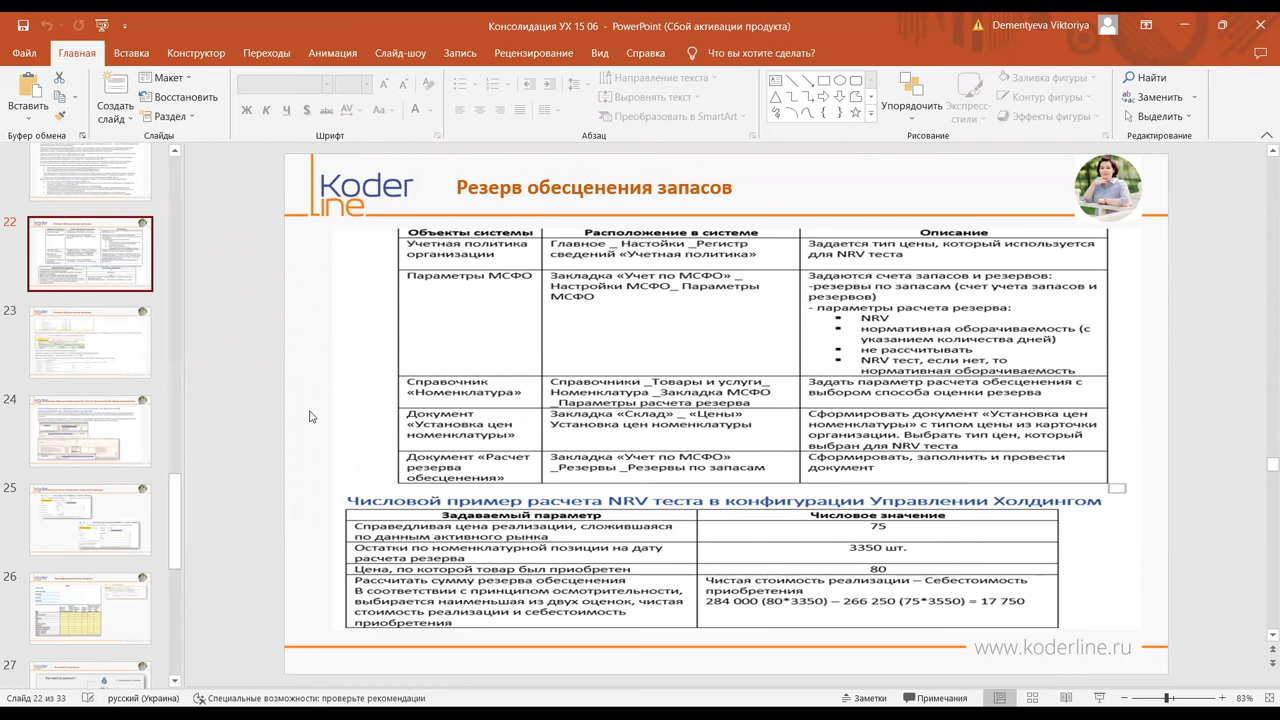 Консолидация УХ 15 06 - PowerPoint (Сбой активации продукта)
Dementyeva Viktoriya
Файл Главная Вставка Конструктор Переходы Анимация Слайд-шоу Запись Рецензирование Вид Справка Что вы хотите сделать?
Вставить
Буфер обмена
Создать слайд
Макет
Восстановить
Раздел
Слайды
Ж К Ч S abc AV Aa A
Шрифт
Направление текста
Выровнять текст
Преобразовать в SmartArt
Абзац
Упорядочить
Экспресс-стили
Заливка фигуры
Контур фигуры
Эффекты фигуры
Рисование
Найти
Заменить
Выделить
Редактирование
22
23
24
25
26
27
Koder
line
Резерв обесценения запасов
Объекты системы Расположение в системе Описание
Учетная политика
организации
Главное _ Настойки _Регистр
сведений «Учетная политика»
Задается тип цены, который используется
для NRV теста
Параметры МСФО
Закладка «Учет по МСФО» _
Настройки МСФО_ Параметры
МСФО
Задаются счета запасов и резервов:
-резервы по запасам (счет учета запасов и
резервов)
- параметры расчета резерва:
▪ NRV
▪ нормативная оборачиваемость (с
указанием количества дней)
▪ не рассчитывать
▪ NRV тест, если нет, то
нормативная оборачиваемость
Справочник
«Номенклатура»
Справочники _Товары и услуги_
Номенклатура _Закладка МСФО
_Параметры расчета резерва
Задать параметр расчета обесценения с
выбором способа оценки резерва
Документ
«Установка цен
номенклатуры»
Закладка «Склад» _ «Цены»
Установка цен номенклатуры
Сформировать документ «Установка цен
номенклатуры» с типом цены из карточки
организации. Выбрать тип цен, который
выбран для NRV теста
Документ «Расчет
резерва
обесценения»
Закладка «Учет по МСФО»
_Резервы _Резервы по запасам
Сформировать, заполнить и провести
документ
Числовой пример расчета NRV теста в конфигурации Управлении Холдингом
Задаваемый параметр Числовое значение
Справедливая цена реализации, сложившаяся
по данным активного рынка
75
Остатки по номенклатурной позиции на дату
расчета резерва
3350 шт.
Цена, по которой товар был приобретен 80
Рассчитать сумму резерва обесценения
В соответствии с принципом осмотрительности,
выбирается наименьшая из двух оценок, чистая
стоимость реализации и себестоимость
приобретения
Чистая стоимость реализации – Себестоимость
приобретения
284 000 (80*3350) – 266 250 (75*3550) = 17 750
www.koderline.ru
Слайд 22 из 33 русский (Украина) Специальные возможности: проверьте рекомендации Заметки Примечания 83%